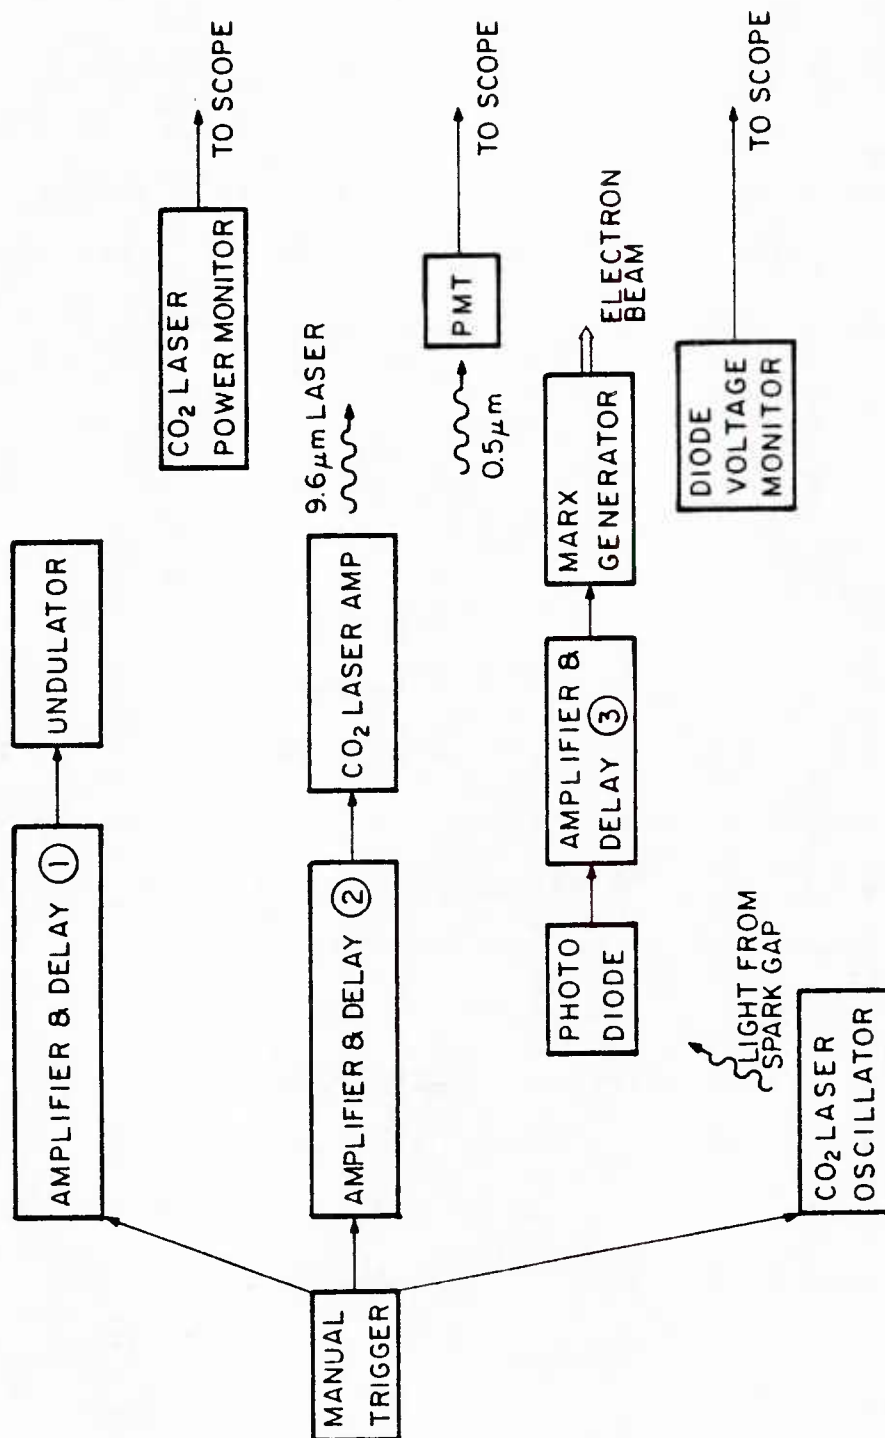 MANUAL
TRIGGER
AMPLIFIER & DELAY 1
UNDULATOR
CO₂ LASER
POWER MONITOR
TO SCOPE
AMPLIFIER & DELAY 2
CO₂ LASER AMP
9.6μm LASER
0.5μm
PMT
TO SCOPE
PHOTO
DIODE
AMPLIFIER &
DELAY 3
MARX
GENERATOR
ELECTRON
BEAM
LIGHT FROM
SPARK GAP
CO₂ LASER
OSCILLATOR
DIODE
VOLTAGE
MONITOR
TO SCOPE